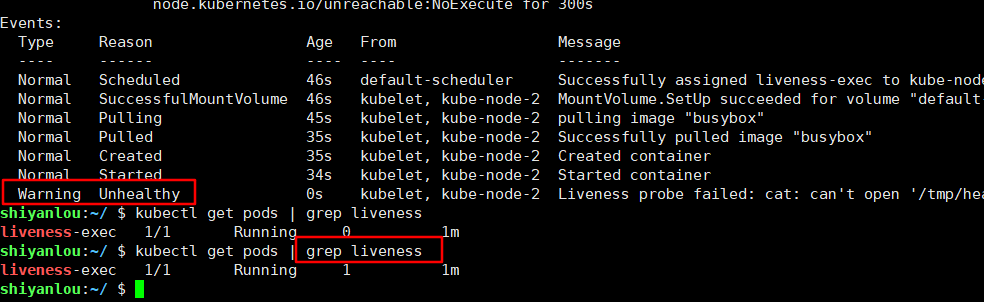 node.kubernetes.io/unreachable:NoExecute for 300s
Events:
Type Reason Age From Message
---- ------ ---- ---- -------
Normal Scheduled 46s default-scheduler Successfully assigned liveness-exec to kube-node
Normal SuccessfulMountVolume 46s kubelet, kube-node-2 MountVolume.SetUp succeeded for volume "default-
Normal Pulling 45s kubelet, kube-node-2 pulling image "busybox"
Normal Pulled 35s kubelet, kube-node-2 Successfully pulled image "busybox"
Normal Created 35s kubelet, kube-node-2 Created container
Normal Started 34s kubelet, kube-node-2 Started container
Warning Unhealthy 0s kubelet, kube-node-2 Liveness probe failed: cat: can't open '/tmp/hea
shiyanlou:~/ $ kubectl get pods | grep liveness
liveness-exec 1/1 Running 0 1m
shiyanlou:~/ $ kubectl get pods | grep liveness
liveness-exec 1/1 Running 1 1m
shiyanlou:~/ $